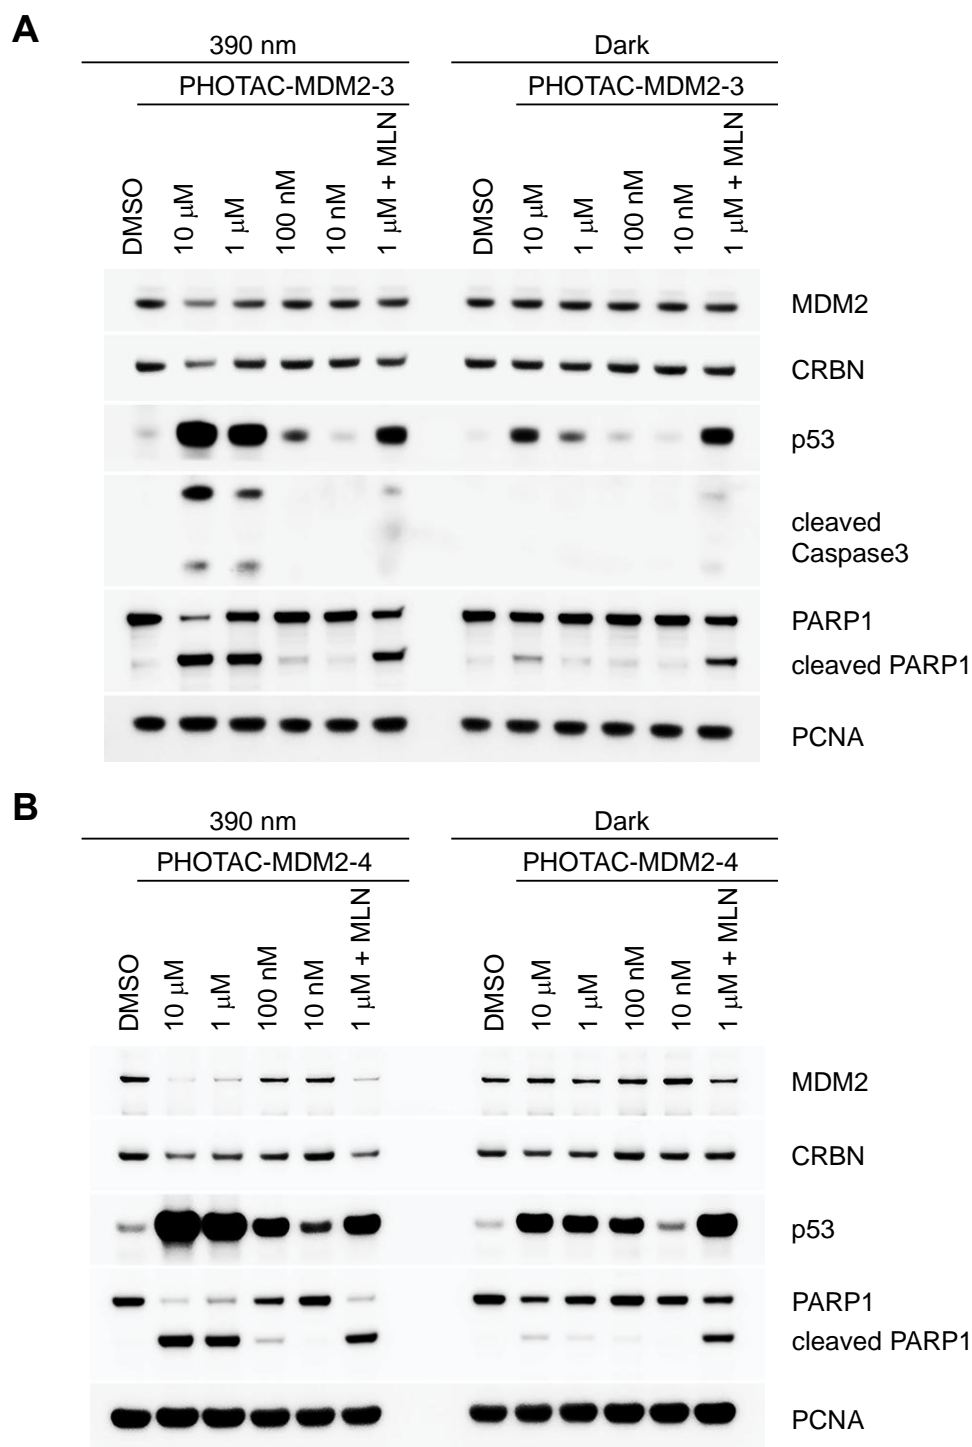 A
390 nm Dark
PHOTAC-MDM2-3 PHOTAC-MDM2-3
DMSO 10 µM 1 µM 100 nM 10 nM 1 µM + MLN DMSO 10 µM 1 µM 100 nM 10 nM 1 µM + MLN
MDM2
CRBN
p53
cleaved
Caspase3
PARP1
cleaved PARP1
PCNA
B
390 nm Dark
PHOTAC-MDM2-4 PHOTAC-MDM2-4
DMSO 10 µM 1 µM 100 nM 10 nM 1 µM + MLN DMSO 10 µM 1 µM 100 nM 10 nM 1 µM + MLN
MDM2
CRBN
p53
PARP1
cleaved PARP1
PCNA